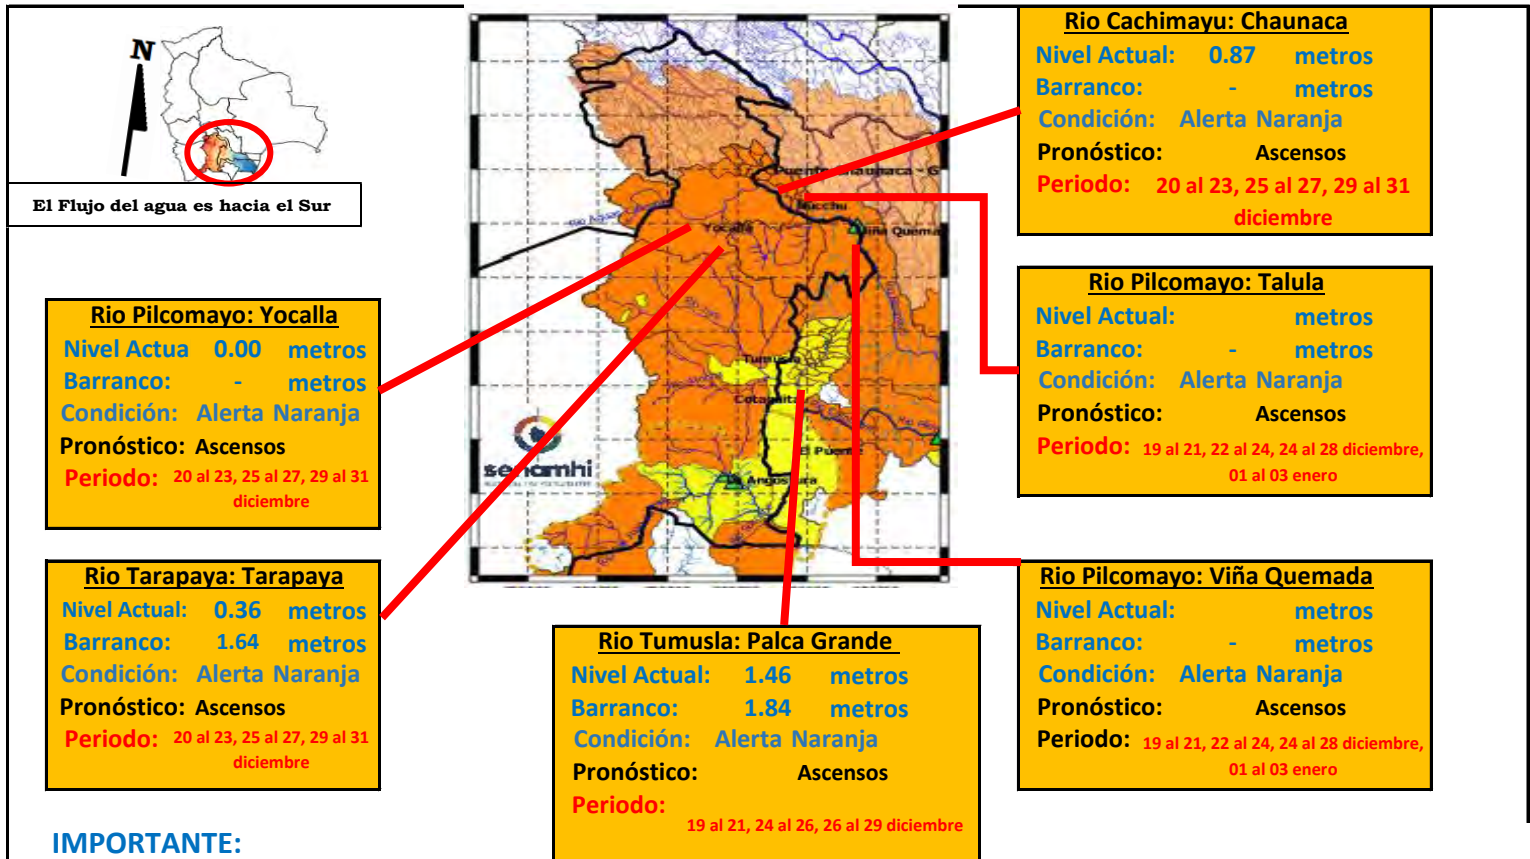 N
El Flujo del agua es hacia el Sur
Rio Cachimayu: Chaunaca
Nivel Actual: 0.87 metros
Barranco: - metros
Condición: Alerta Naranja
Pronóstico: Ascensos
Periodo: 20 al 23, 25 al 27, 29 al 31
diciembre
Rio Pilcomayo: Talula
Nivel Actual: metros
Barranco: - metros
Condición: Alerta Naranja
Pronóstico: Ascensos
Periodo: 19 al 21, 22 al 24, 24 al 28 diciembre,
01 al 03 enero
Rio Pilcomayo: Yocalla
Nivel Actua 0.00 metros
Barranco: - metros
Condición: Alerta Naranja
Pronóstico: Ascensos
Periodo: 20 al 23, 25 al 27, 29 al 31
diciembre
Puente Chaunaca - G
Yocalla
Viña Quema
Tumusla
Cotagaita
El Puente
Angostura
senamhi
Rio Tarapaya: Tarapaya
Nivel Actual: 0.36 metros
Barranco: 1.64 metros
Condición: Alerta Naranja
Pronóstico: Ascensos
Periodo: 20 al 23, 25 al 27, 29 al 31
diciembre
Rio Tumusla: Palca Grande
Nivel Actual: 1.46 metros
Barranco: 1.84 metros
Condición: Alerta Naranja
Pronóstico: Ascensos
Periodo:
19 al 21, 24 al 26, 26 al 29 diciembre
Rio Pilcomayo: Viña Quemada
Nivel Actual: metros
Barranco: - metros
Condición: Alerta Naranja
Pronóstico: Ascensos
Periodo: 19 al 21, 22 al 24, 24 al 28 diciembre,
01 al 03 enero
IMPORTANTE: